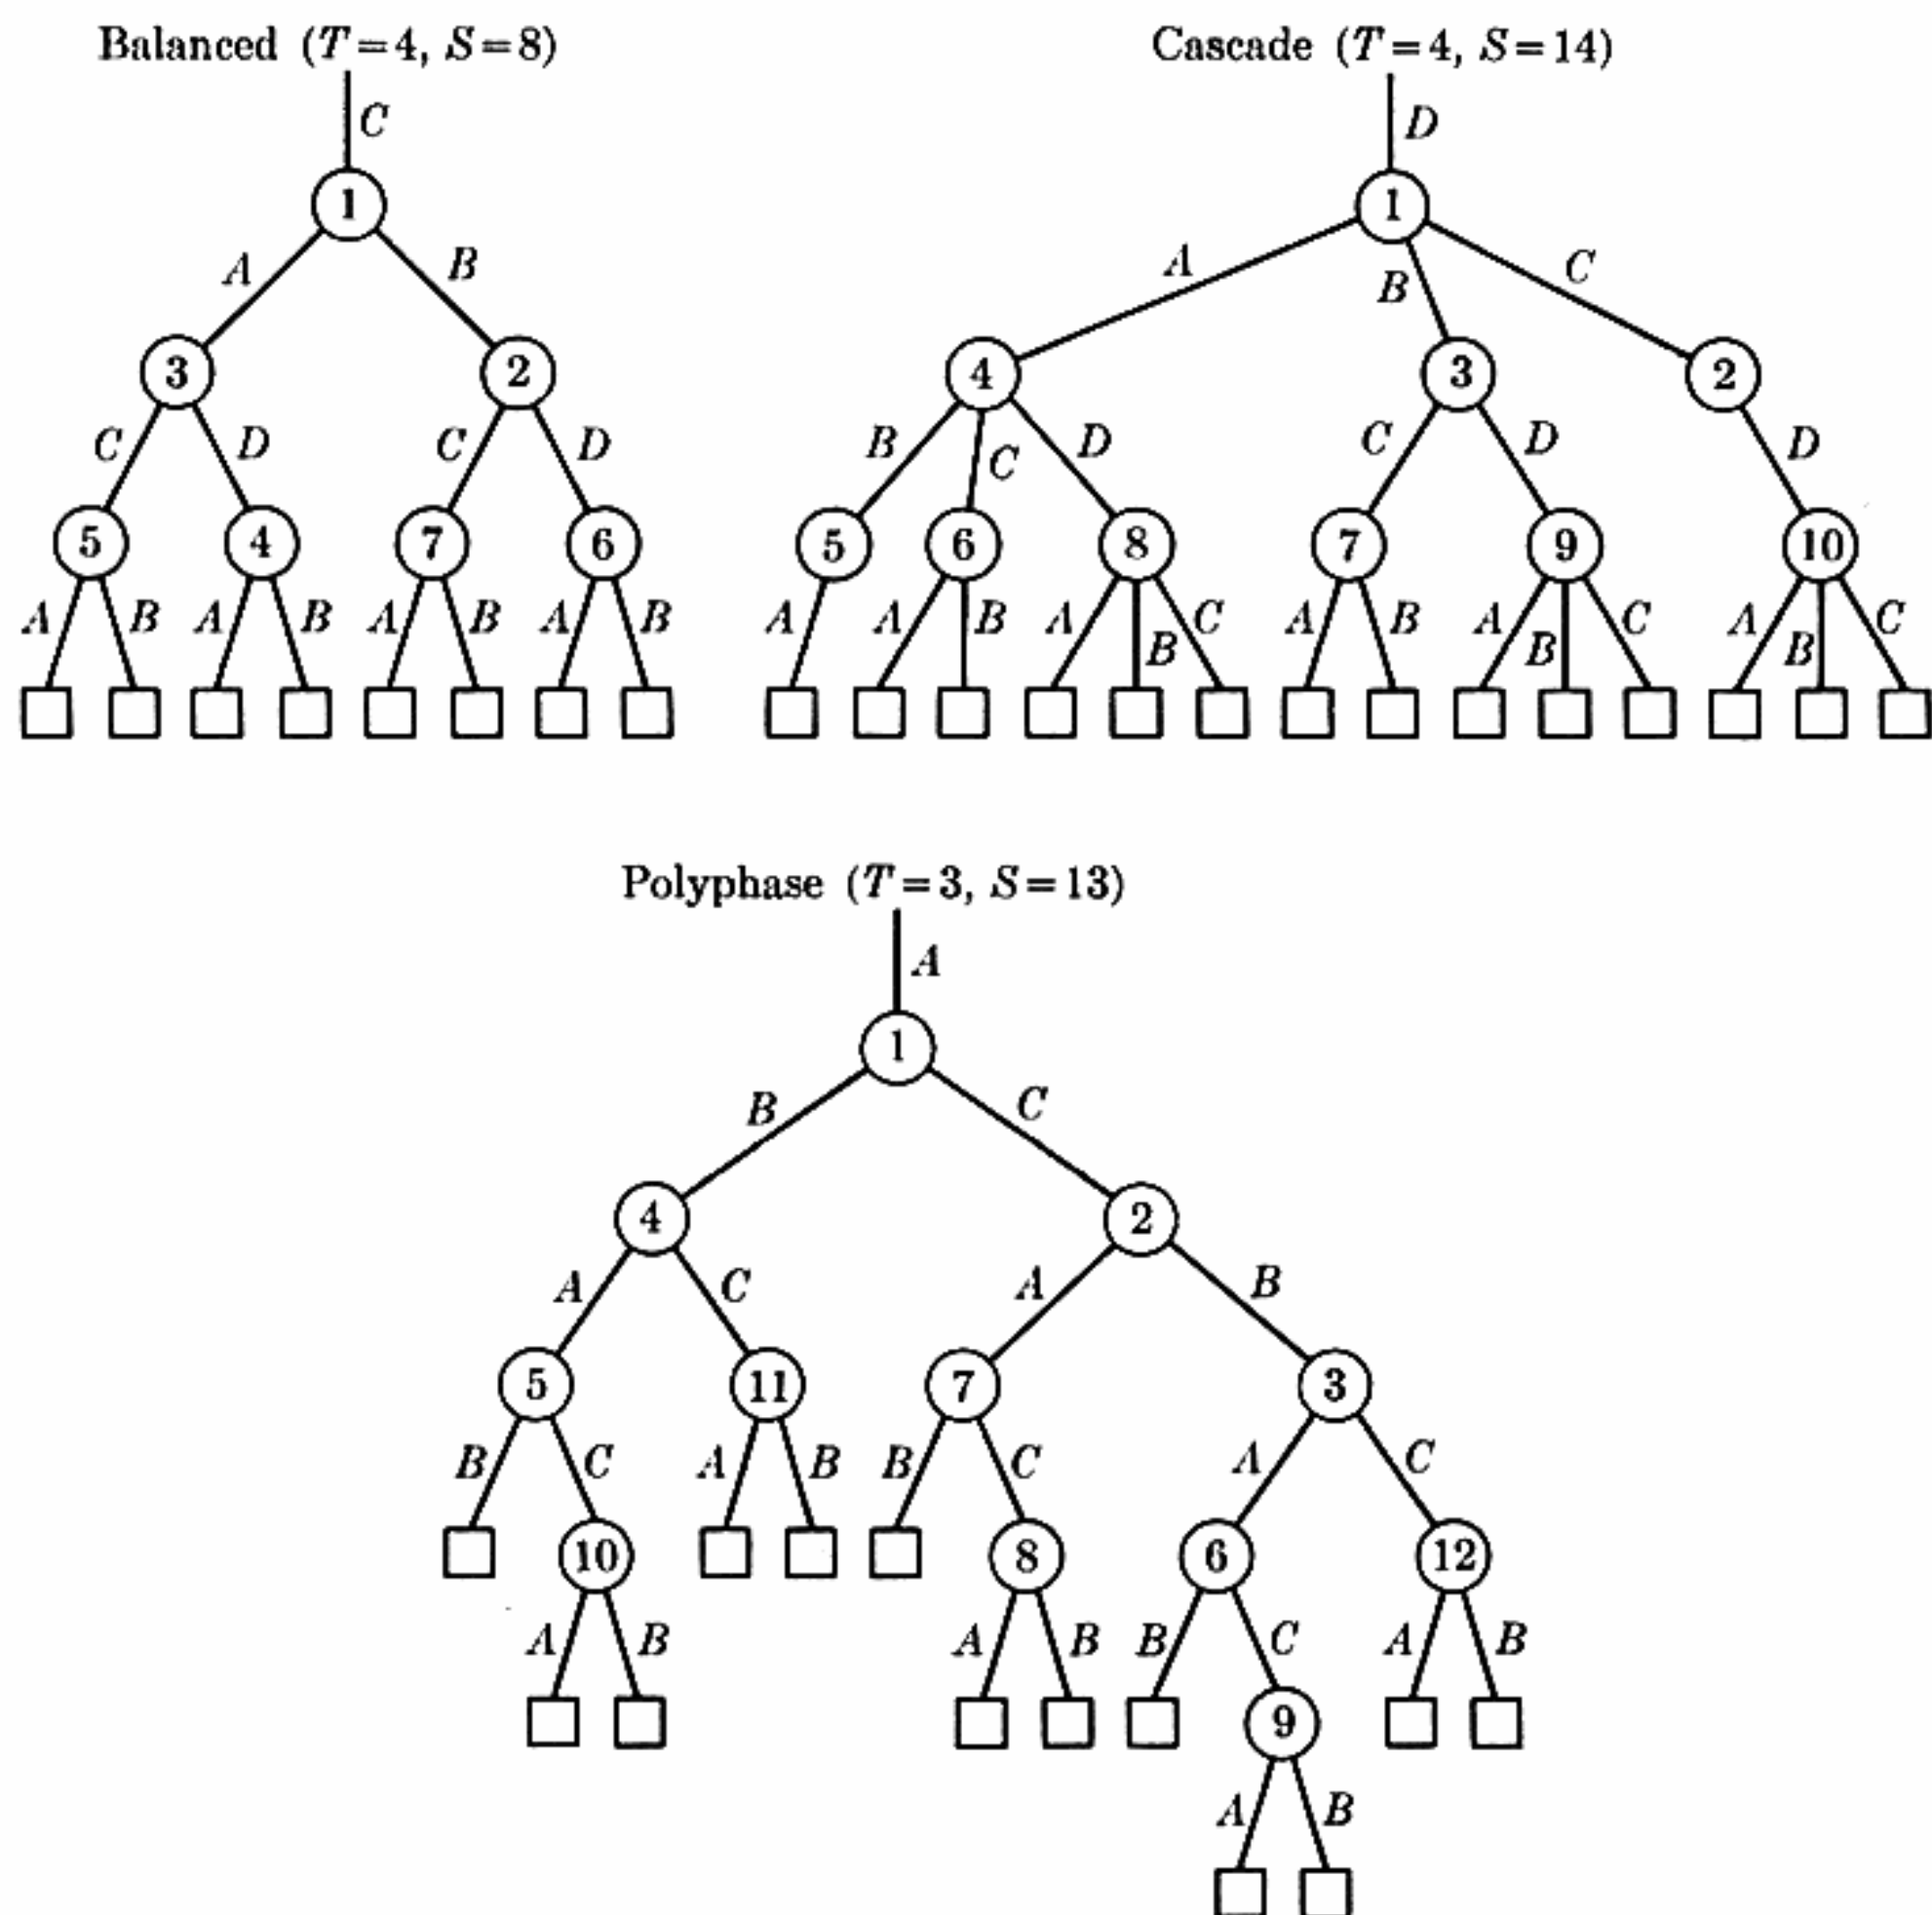 Balanced (T=4, S=8) Cascade (T=4, S=14)
C D
1 1
A B A B C
3 2 4 3 2
C D C D B C D C D D
5 4 7 6 5 6 8 7 9 10
A B A B A B A B A A B A B C A B A B C A B C
Polyphase (T=3, S=13)
A
1
B C
4 2
A C A B
5 11 7 3
B C A B B C A C
10 8 6 12
A B A B B C A B
9
A B